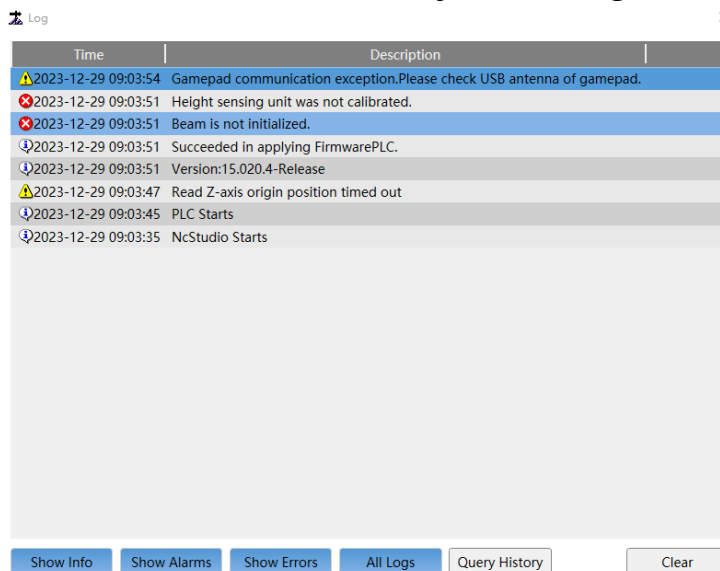 Log
Time Description
2023-12-29 09:03:54 Gamepad communication exception.Please check USB antenna of gamepad.
2023-12-29 09:03:51 Height sensing unit was not calibrated.
2023-12-29 09:03:51 Beam is not initialized.
2023-12-29 09:03:51 Succeeded in applying FirmwarePLC.
2023-12-29 09:03:51 Version:15.020.4-Release
2023-12-29 09:03:47 Read Z-axis origin position timed out
2023-12-29 09:03:45 PLC Starts
2023-12-29 09:03:35 NcStudio Starts
Show Info Show Alarms Show Errors All Logs Query History Clear